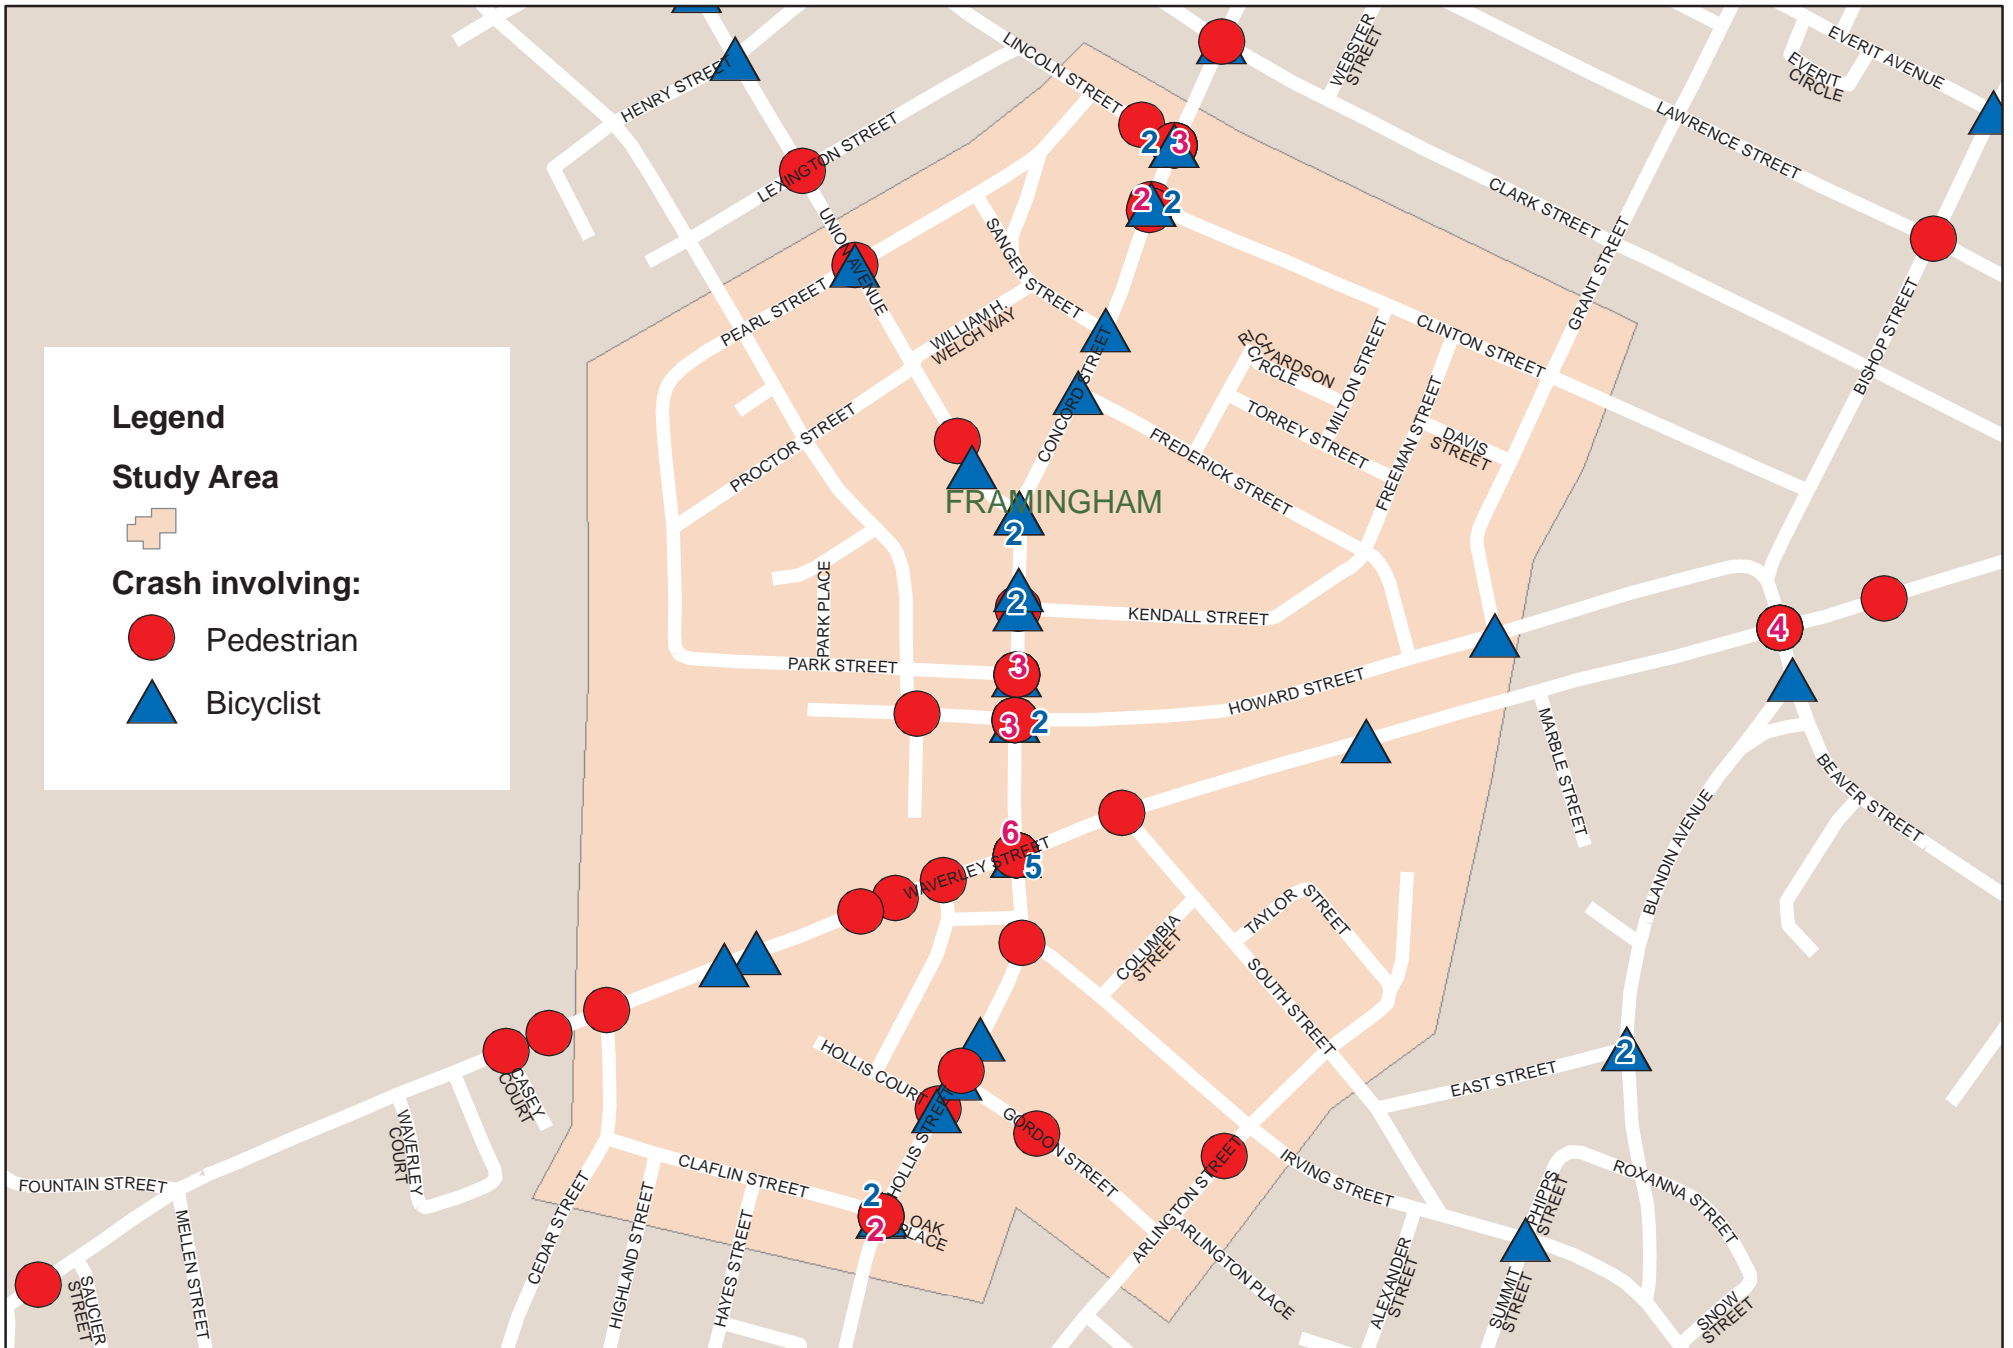 Legend
Study Area
Crash involving:
Pedestrian
Bicyclist
HENRY STREET
LINCOLN STREET
WEBSTER
STREET
EVERIT AVENUE
EVERIT
CIRCLE
LAWRENCE STREET
LEXINGTON STREET
UNION AVENUE
2
3
2
2
CLARK STREET
GRANT STREET
BISHOP STREET
SANGER STREET
PEARL STREET
WILLIAM H.
WELCH WAY
CONCORD STREET
RICHARDSON
CIRCLE
MILTON STREET
CLINTON STREET
TORREY STREET
FREEMAN STREET
DAVIS
STREET
PROCTOR STREET
FREDERICK STREET
FRAMINGHAM
2
2
PARK PLACE
KENDALL STREET
PARK STREET
3
3
2
HOWARD STREET
4
MARBLE STREET
BEAVER STREET
BLANDIN AVENUE
6
5
WAVERLEY STREET
COLUMBIA
STREET
TAYLOR STREET
SOUTH STREET
HOLLIS COURT
HOLLIS STREET
GORDON STREET
CASEY
COURT
WAVERLEY
COURT
EAST STREET
2
FOUNTAIN STREET
MELLEN STREET
SAUCIER
STREET
CLAFLIN STREET
CEDAR STREET
HIGHLAND STREET
HAYES STREET
2
2
OAK
PLACE
ARLINGTON STREET
ARLINGTON PLACE
IRVING STREET
ALEXANDER
STREET
PHIPPS
STREET
ROXANNA STREET
SUMMIT
STREET
SNOW
STREET